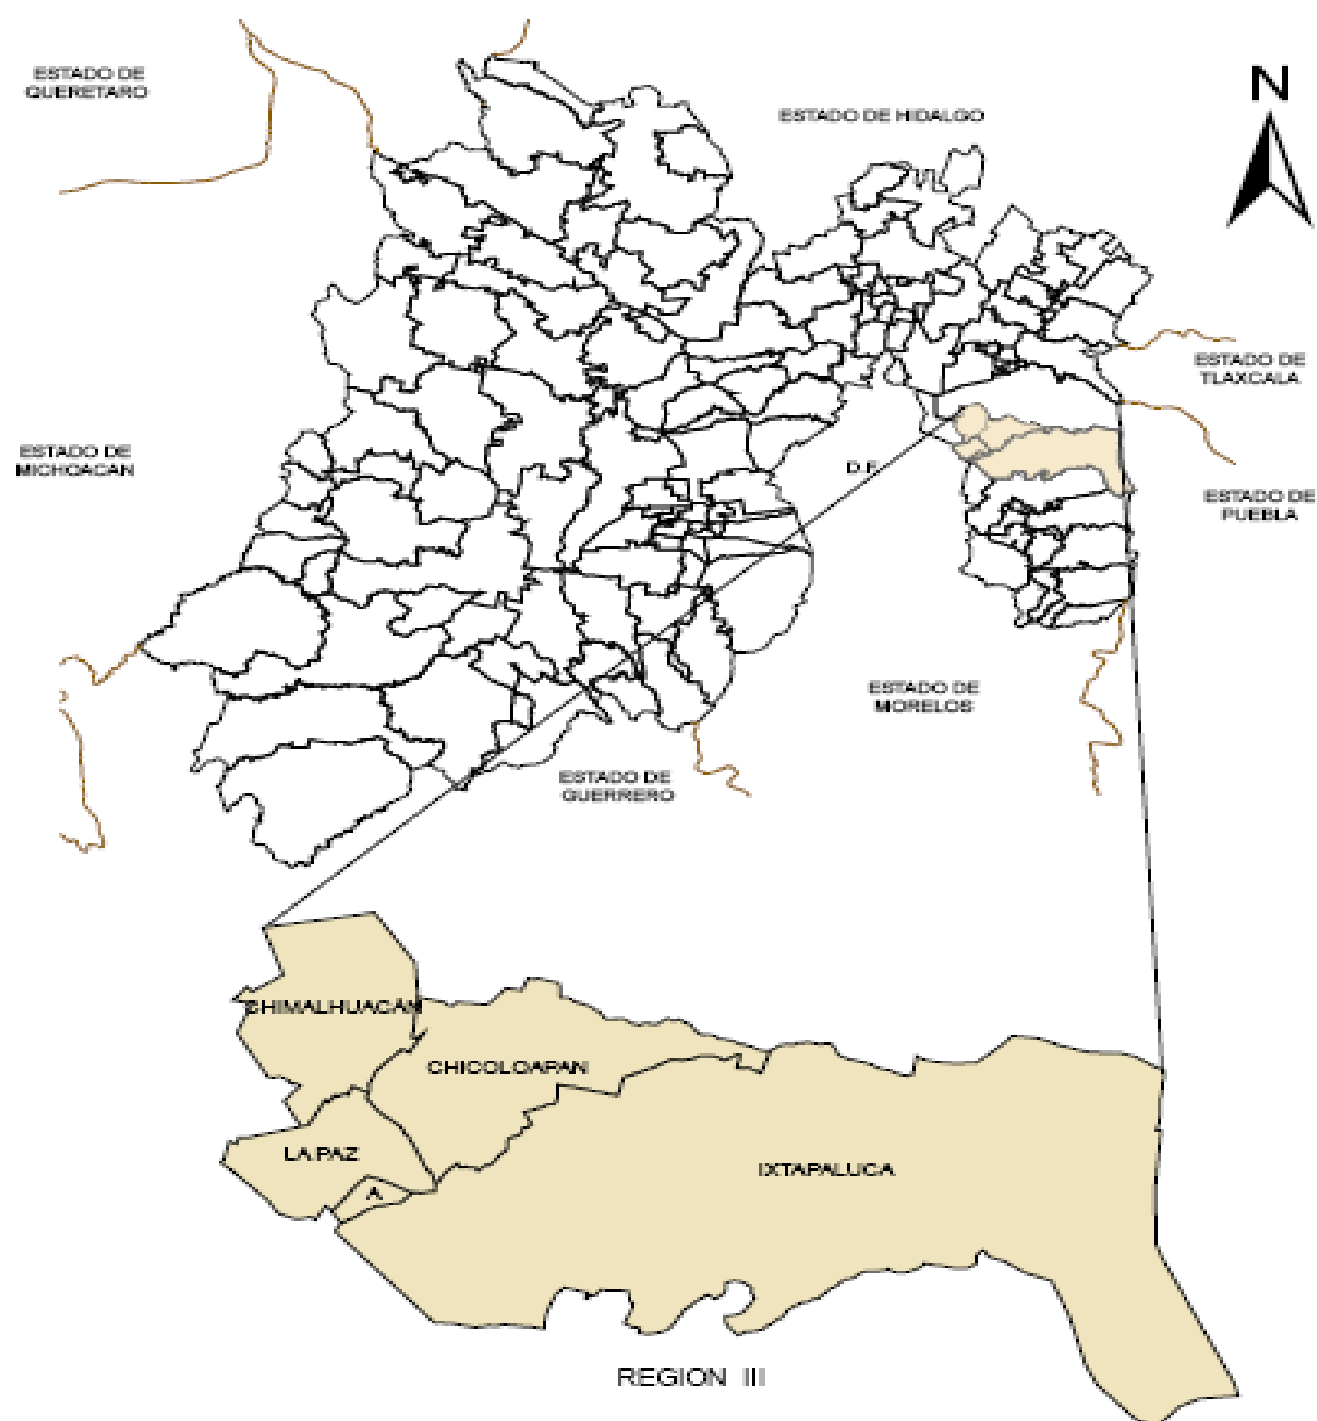 ESTADO DE
QUERETARO
ESTADO DE HIDALGO
N
ESTADO DE
TLAXCALA
ESTADO DE
MICHOACAN
D.F.
ESTADO DE
PUEBLA
ESTADO DE
MORELOS
ESTADO DE
GUERRERO
CHIMALHUACÁN
CHICOLOAPAN
LA PAZ
A
IXTAPALUCA
REGION III